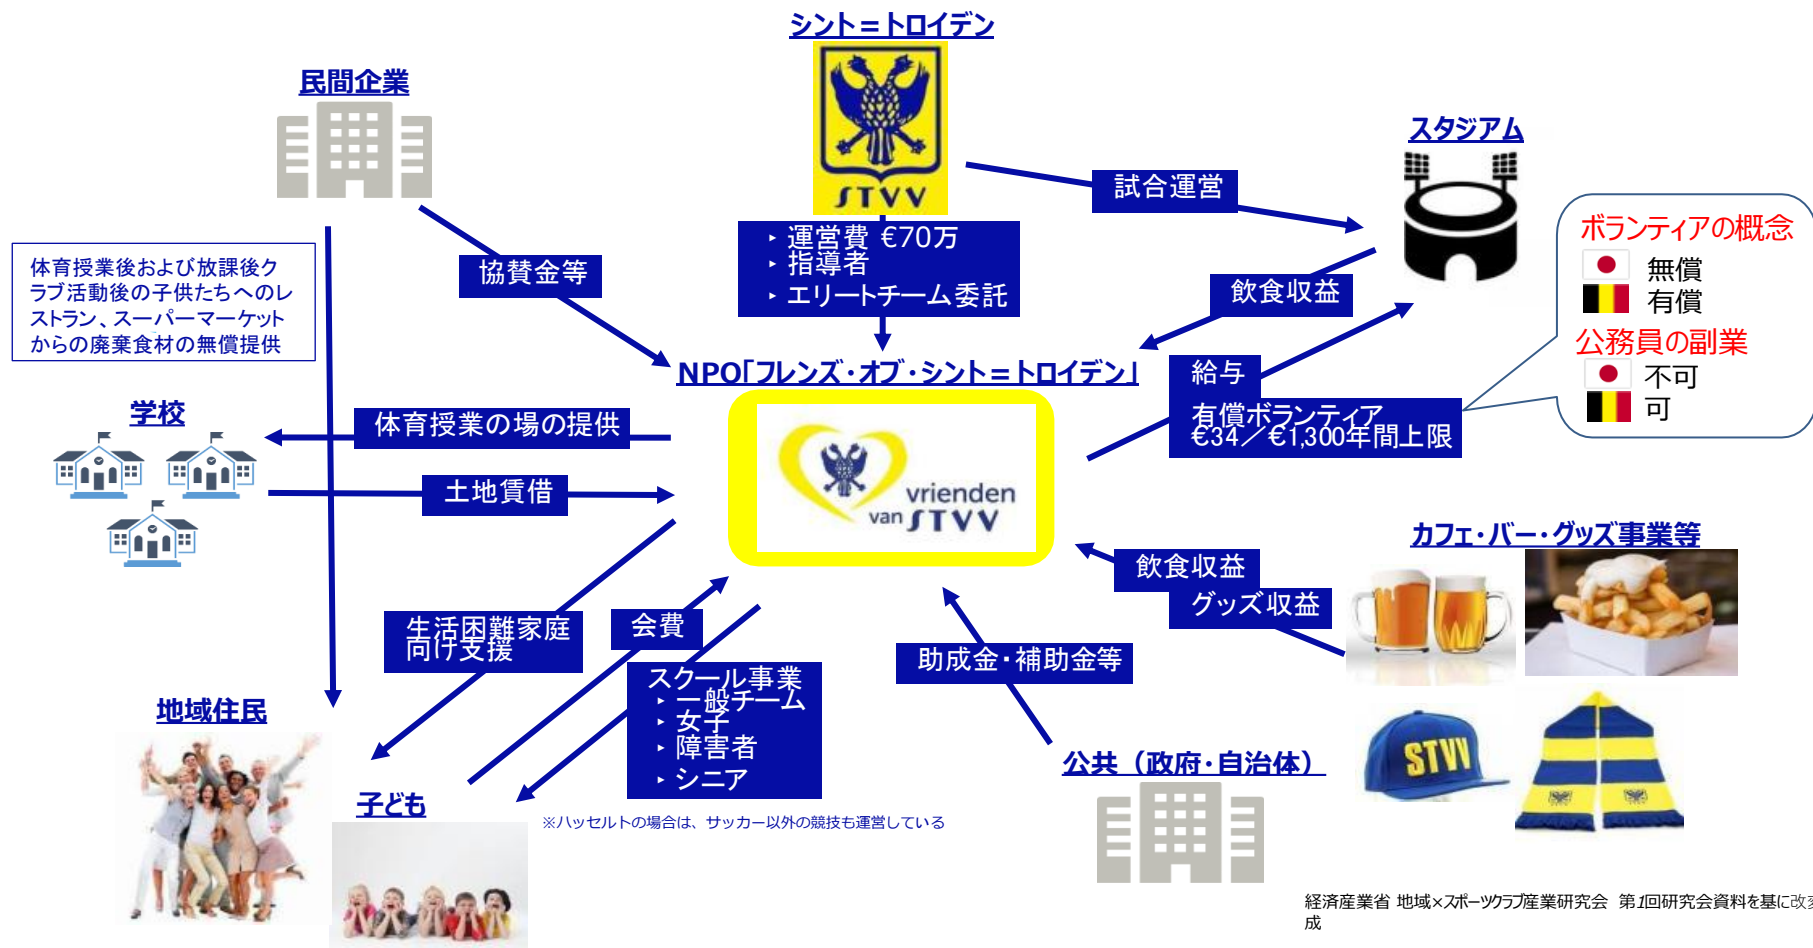 シント=トロイデン
STVV
民間企業
スタジアム
試合運営
ボランティアの概念
無償
有償
公務員の副業
不可
可
体育授業後および放課後ク
ラブ活動後の子供たちへのレ
ストラン、スーパーマーケット
からの廃棄食材の無償提供
協賛金等
▸ 運営費 €70万
▸ 指導者
▸ エリートチーム委託
飲食収益
NPO「フレンズ・オブ・シント=トロイデン」
給与
有償ボランティア
€34/€1,300年間上限
学校
体育授業の場の提供
土地賃借
vrienden
van STVV
カフェ・バー・グッズ事業等
飲食収益
グッズ収益
生活困難家庭
向け支援
会費
助成金・補助金等
スクール事業
▸ 一般チーム
▸ 女子
▸ 障害者
▸ シニア
地域住民
子ども
公共(政府・自治体)
STVV
※ハッセルトの場合は、サッカー以外の競技も運営している
経済産業省 地域×スポーツクラブ産業研究会 第1回研究会資料を基に改変
成